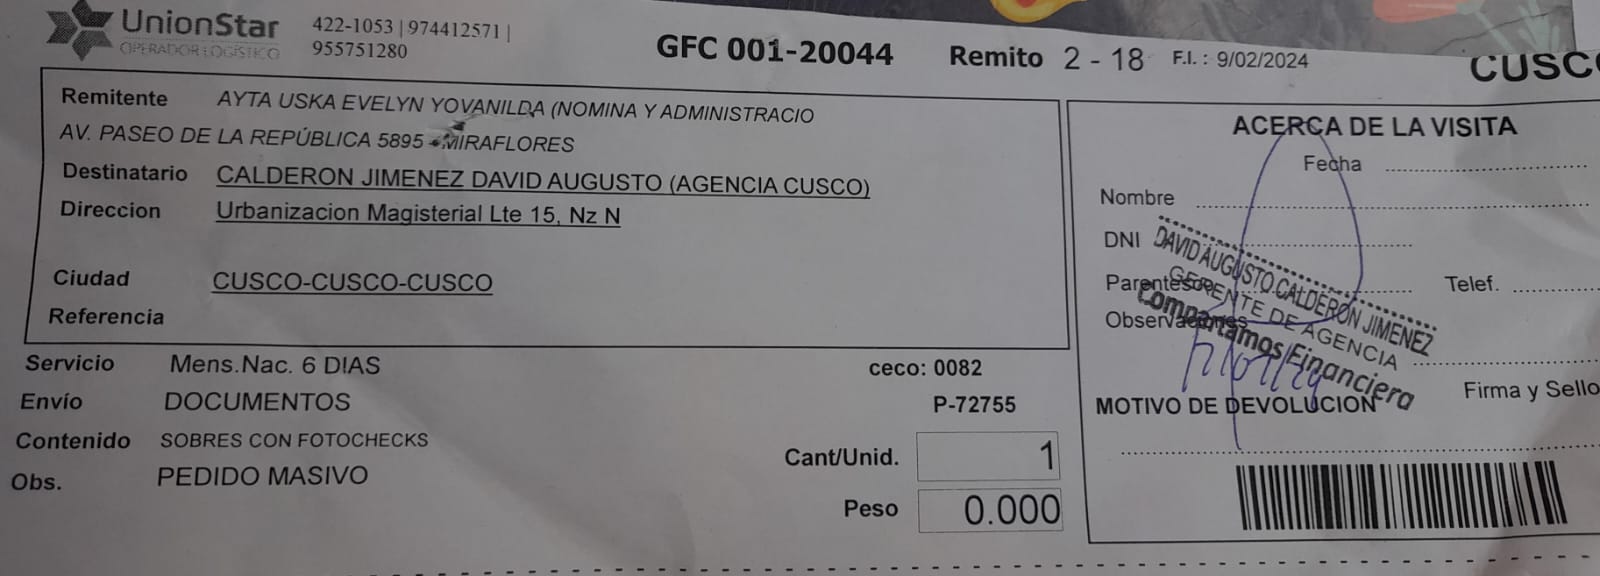 UnionStar
OPERADOR LOGÍSTICO
422-1053 | 974412571 |
955751280
GFC 001-20044
Remito 2 - 18
F.I. : 9/02/2024
CUSCO
Remitente AYTA USKA EVELYN YOVANILDA (NOMINA Y ADMINISTRACIO
AV. PASEO DE LA REPÚBLICA 5895 - MIRAFLORES
Destinatario CALDERON JIMENEZ DAVID AUGUSTO (AGENCIA CUSCO)
Direccion Urbanizacion Magisterial Lte 15, Nz N
Ciudad CUSCO-CUSCO-CUSCO
Referencia
Servicio Mens.Nac. 6 DIAS
ceco: 0082
Envío DOCUMENTOS
P-72755
Contenido SOBRES CON FOTOCHECKS
Cant/Unid. 1
Obs. PEDIDO MASIVO
Peso 0.000
ACERCA DE LA VISITA
Fecha
Nombre
DNI
Parentesco
Telef.
Observaciones
DAVID AUGUSTO CALDERÓN JIMENEZ
GERENTE DE AGENCIA
Compartamos Financiera
Firma y Sello
MOTIVO DE DEVOLUCION